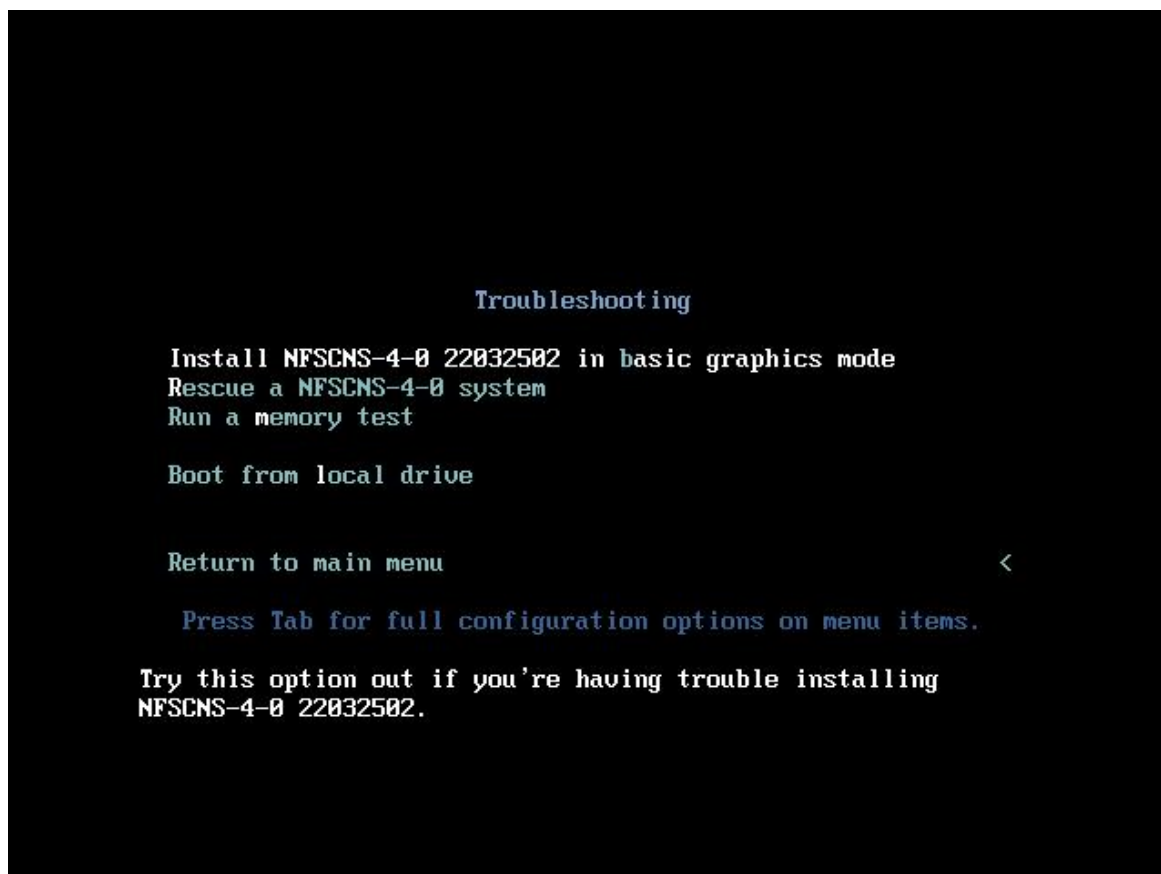 Troubleshooting
Install NFSCNS-4-0 22032502 in basic graphics mode
Rescue a NFSCNS-4-0 system
Run a memory test
Boot from local drive
Return to main menu <
Press Tab for full configuration options on menu items.
Try this option out if you're having trouble installing
NFSCNS-4-0 22032502.